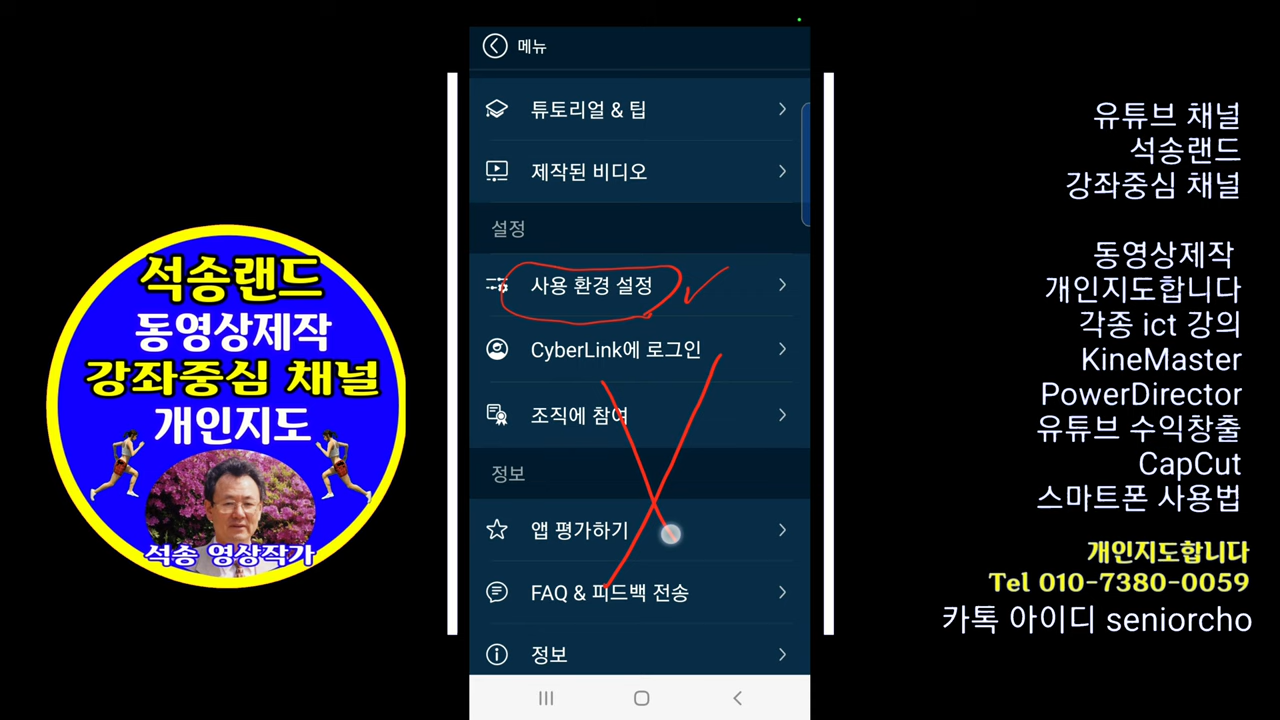 석송랜드
동영상제작
강좌중심 채널
개인지도
석송 영상작가
메뉴
튜토리얼 & 팁
제작된 비디오
설정
사용 환경 설정
CyberLink에 로그인
조직에 참여
정보
앱 평가하기
FAQ & 피드백 전송
정보
유튜브 채널
석송랜드
강좌중심 채널
동영상제작
개인지도합니다
각종 ict 강의
KineMaster
PowerDirector
유튜브 수익창출
CapCut
스마트폰 사용법
개인지도합니다
Tel 010-7380-0059
카톡 아이디 seniorcho